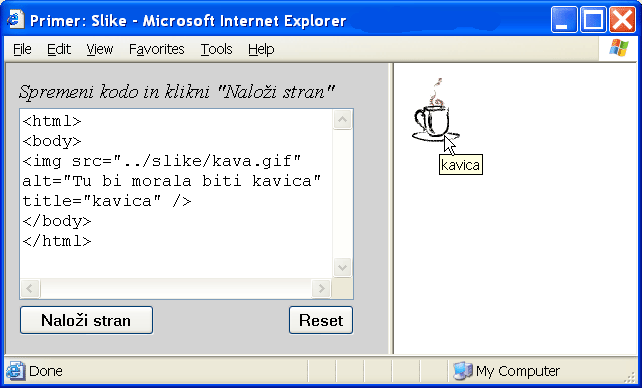 Primer: Slike - Microsoft Internet Explorer
File Edit View Favorites Tools Help
Spremeni kodo in klikni "Naloži stran"
<html>
<body>
<img src="../slike/kava.gif"
alt="Tu bi morala biti kavica"
title="kavica" />
</body>
</html>
kavica
Naloži stran Reset
Done My Computer